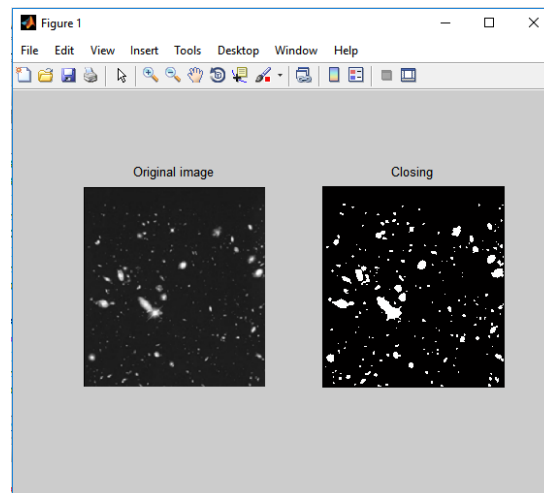 Figure 1
File Edit View Insert Tools Desktop Window Help
Original image
Closing